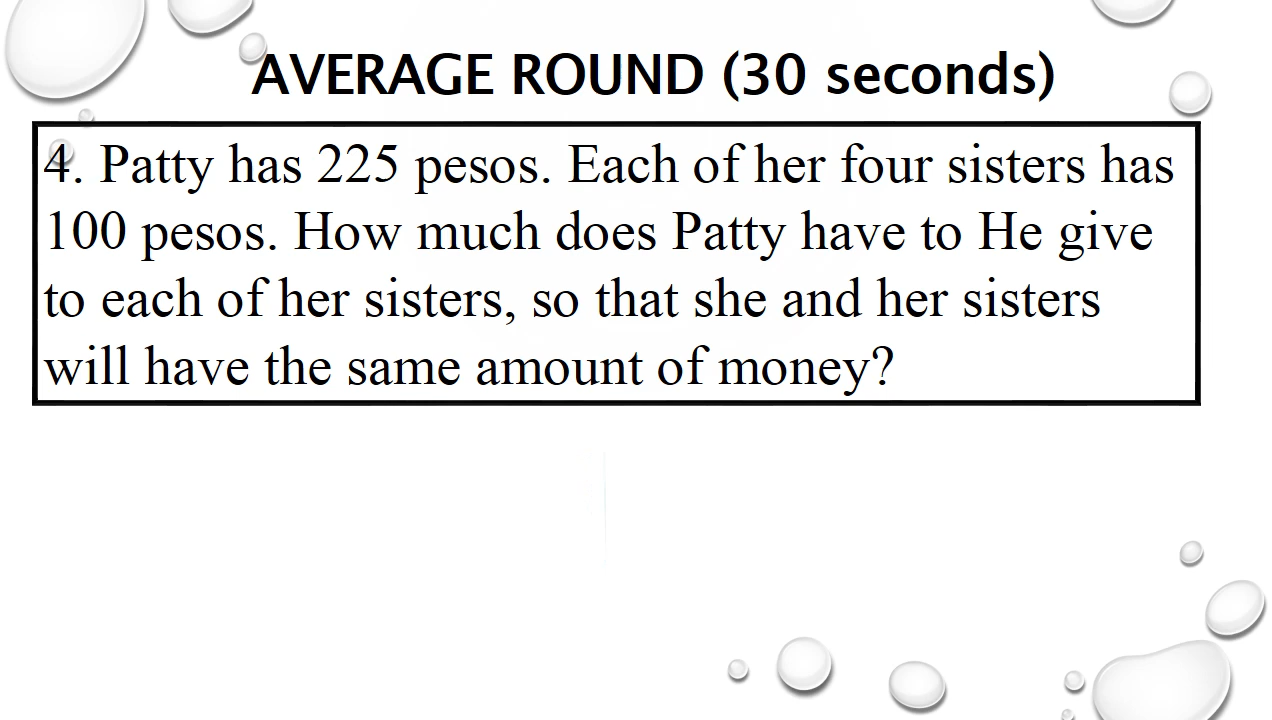 AVERAGE ROUND (30 seconds)
4. Patty has 225 pesos. Each of her four sisters has
100 pesos. How much does Patty have to He give
to each of her sisters, so that she and her sisters
will have the same amount of money?